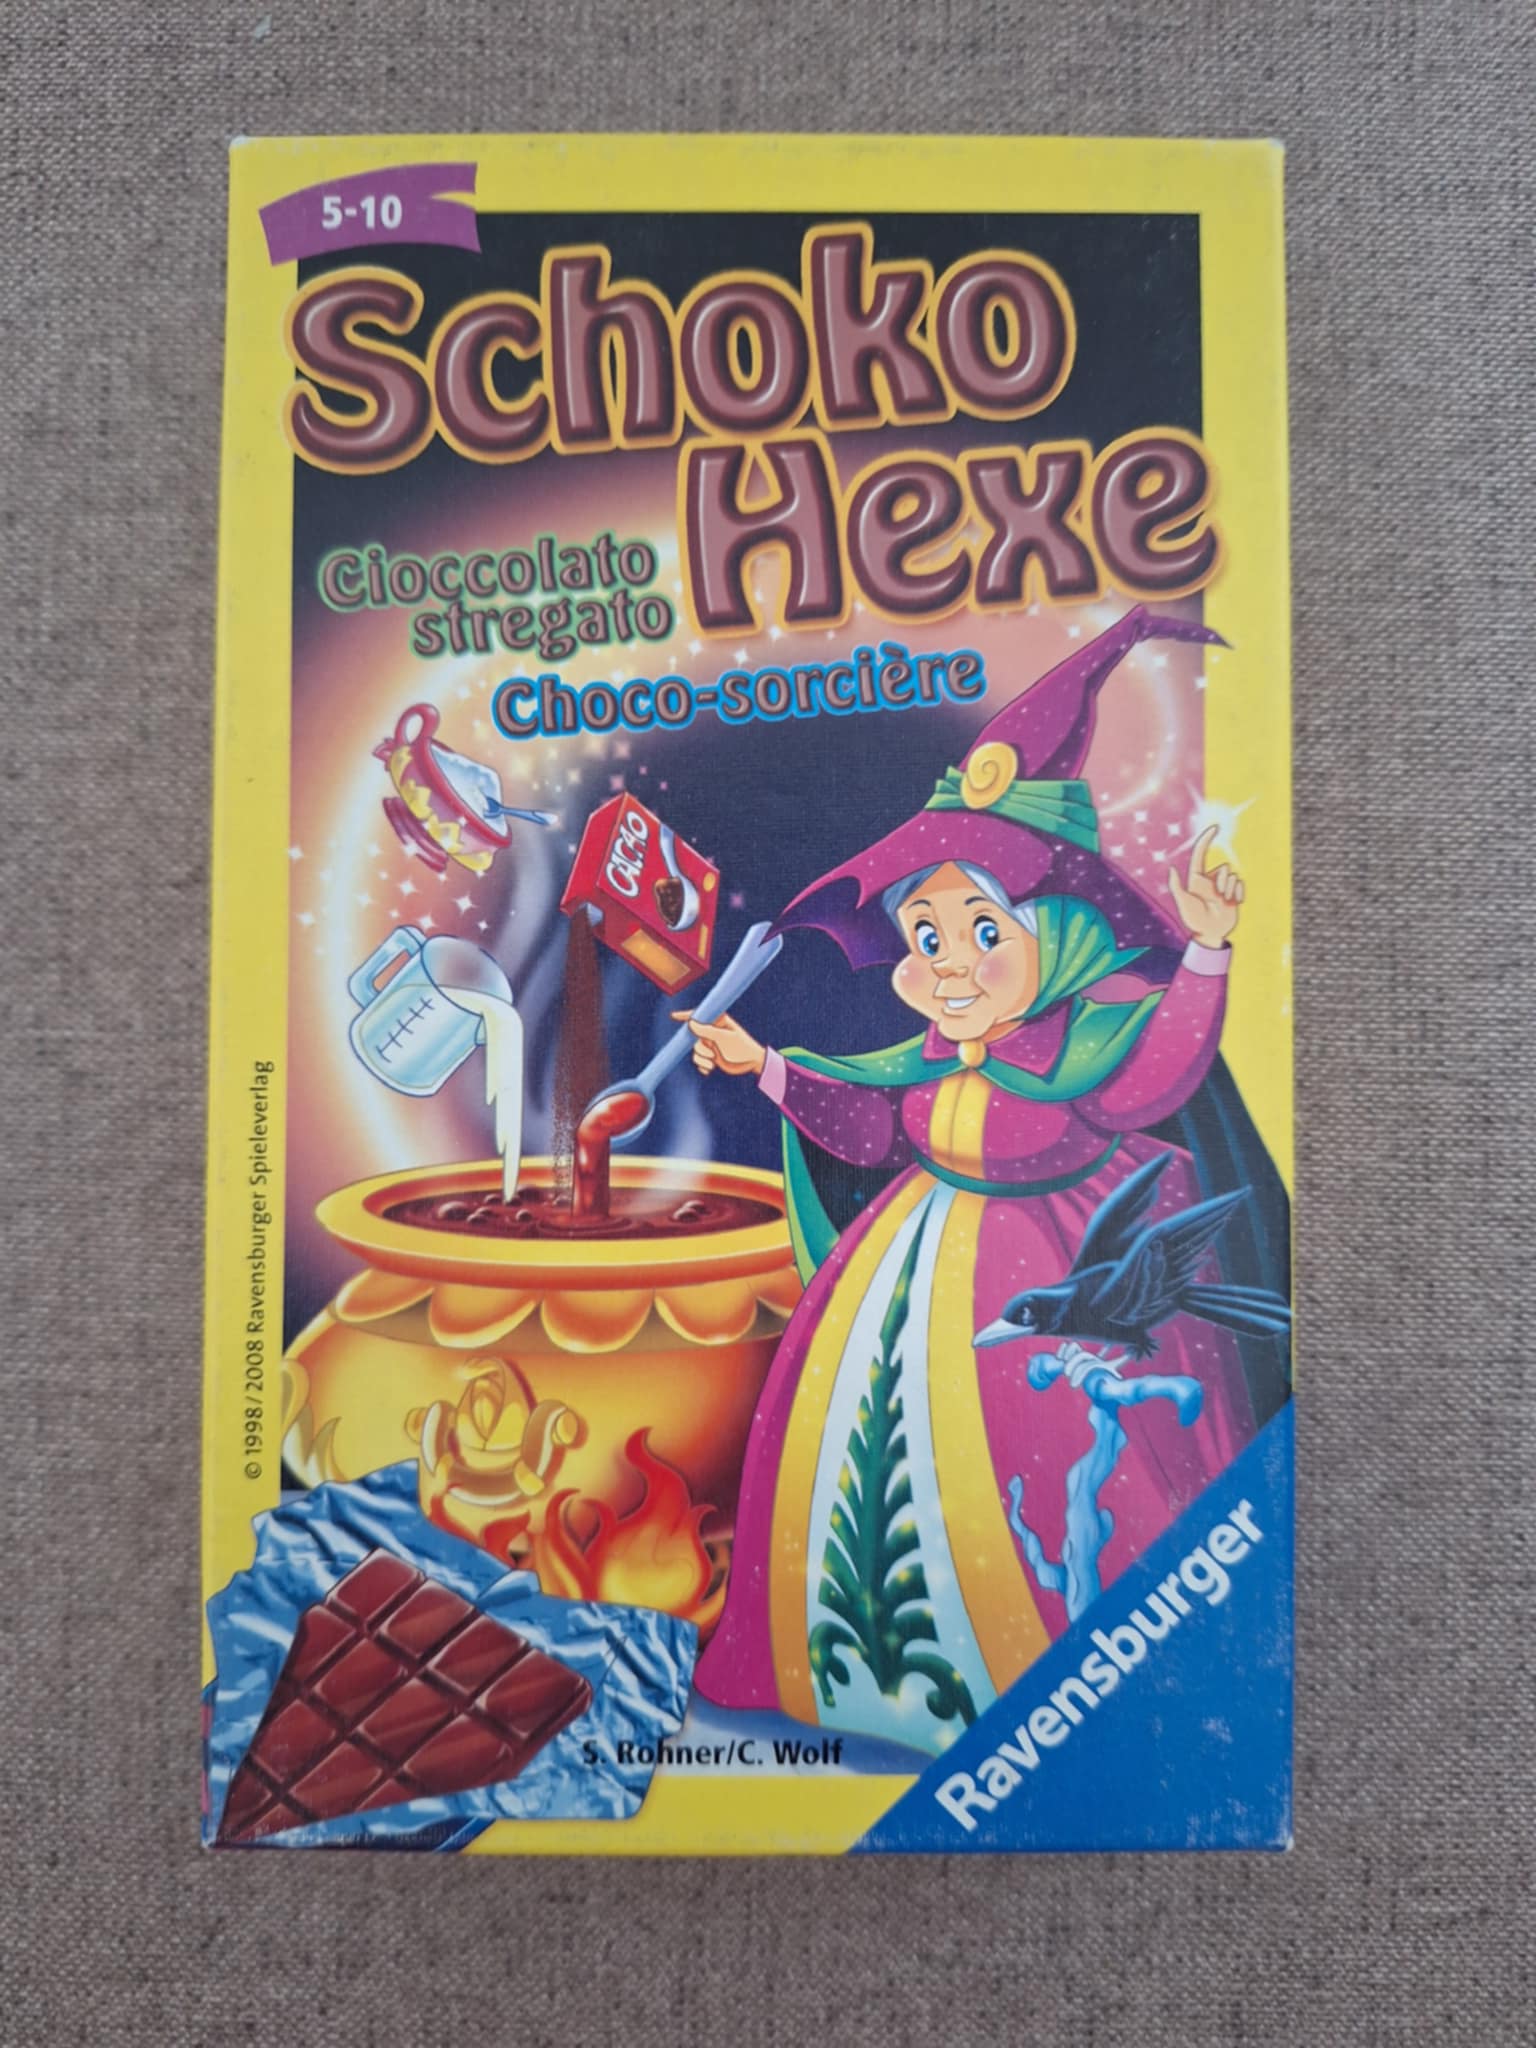 5-10
Schoko
Hexe
Cioccolato
stregato
Choco-sorcière
CACAO
© 1998/2008 Ravensburger Spieleverlag
S. Rohner/C. Wolf
Ravensburger